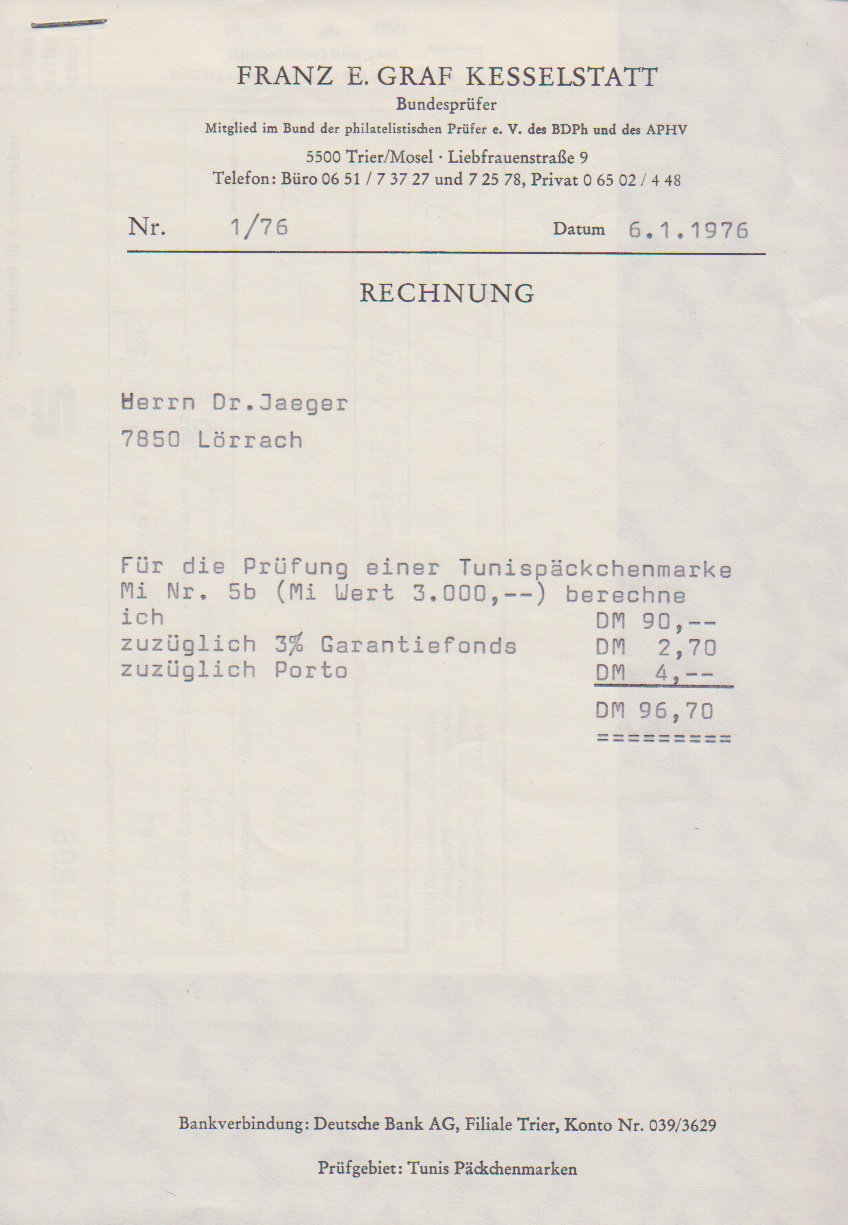 FRANZ E. GRAF KESSELSTATT
Bundesprüfer
Mitglied im Bund der philatelistischen Prüfer e. V. des BDPh und des APHV
5500 Trier/Mosel · Liebfrauenstraße 9
Telefon: Büro 06 51 / 7 37 27 und 7 25 78, Privat 0 65 02 / 4 48
Nr. 1/76 Datum 6.1.1976
RECHNUNG
Herrn Dr.Jaeger
7850 Lörrach
Für die Prüfung einer Tunispäckchenmarke
Mi Nr. 5b (Mi Wert 3.000,--) berechne
ich DM 90,--
zuzüglich 3% Garantiefonds DM 2,70
zuzüglich Porto DM 4,--
DM 96,70
=========
Bankverbindung: Deutsche Bank AG, Filiale Trier, Konto Nr. 039/3629
Prüfgebiet: Tunis Päckchenmarken